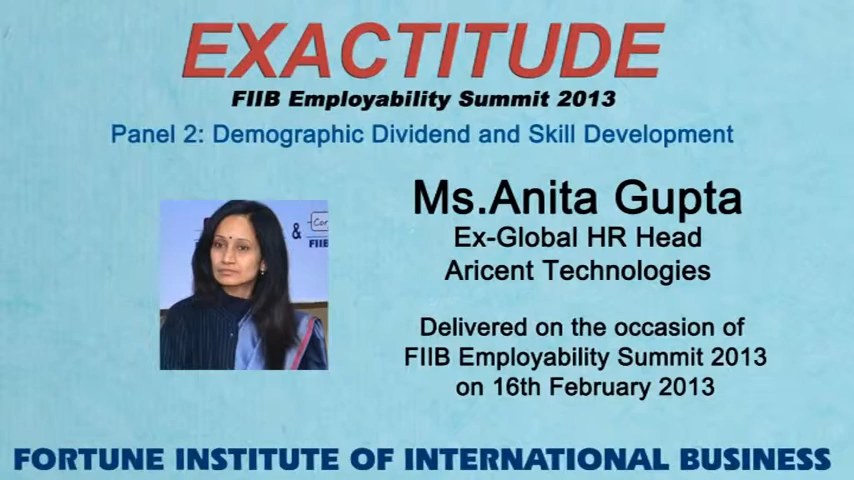 EXACTITUDE
FIIB Employability Summit 2013
Panel 2: Demographic Dividend and Skill Development
Ms.Anita Gupta
Ex-Global HR Head
Aricent Technologies
&
FIIB
Delivered on the occasion of
FIIB Employability Summit 2013
on 16th February 2013
FORTUNE INSTITUTE OF INTERNATIONAL BUSINESS